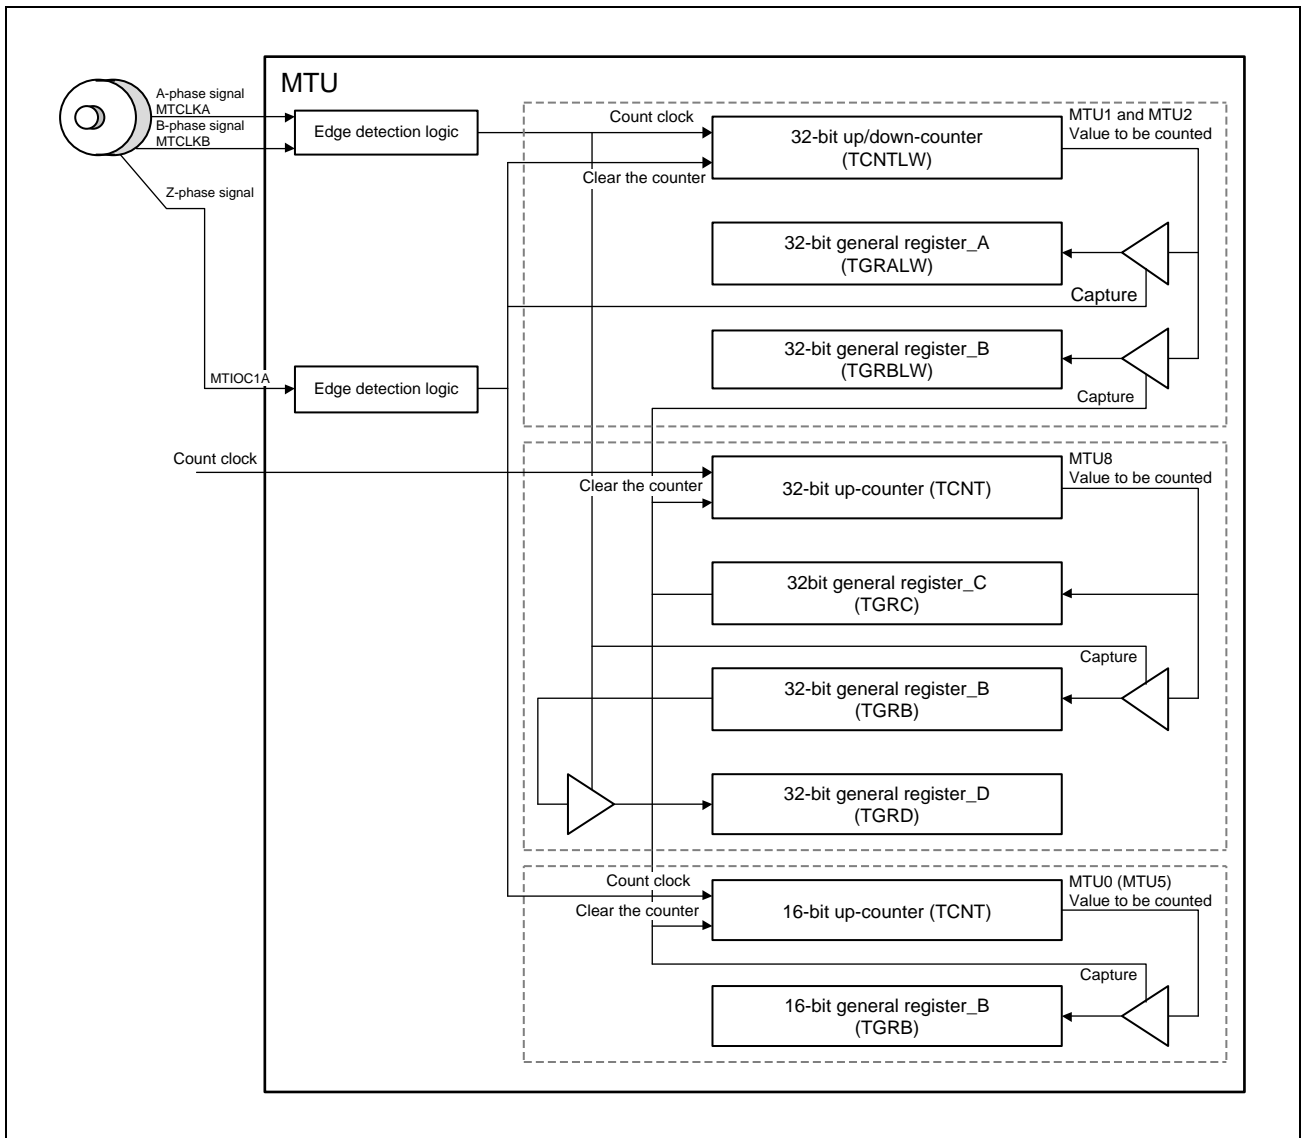 MTU
A-phase signal
MTCLKA
B-phase signal
MTCLKB
Z-phase signal
Edge detection logic
Count clock
Clear the counter
32-bit up/down-counter
(TCNTLW)
MTU1 and MTU2
Value to be counted
32-bit general register_A
(TGRALW)
Capture
32-bit general register_B
(TGRBLW)
Capture
MTIOC1A
Edge detection logic
Count clock
Clear the counter
32-bit up-counter (TCNT)
MTU8
Value to be counted
32bit general register_C
(TGRC)
Capture
32-bit general register_B
(TGRB)
32-bit general register_D
(TGRD)
Count clock
Clear the counter
16-bit up-counter (TCNT)
MTU0 (MTU5)
Value to be counted
Capture
16-bit general register_B
(TGRB)